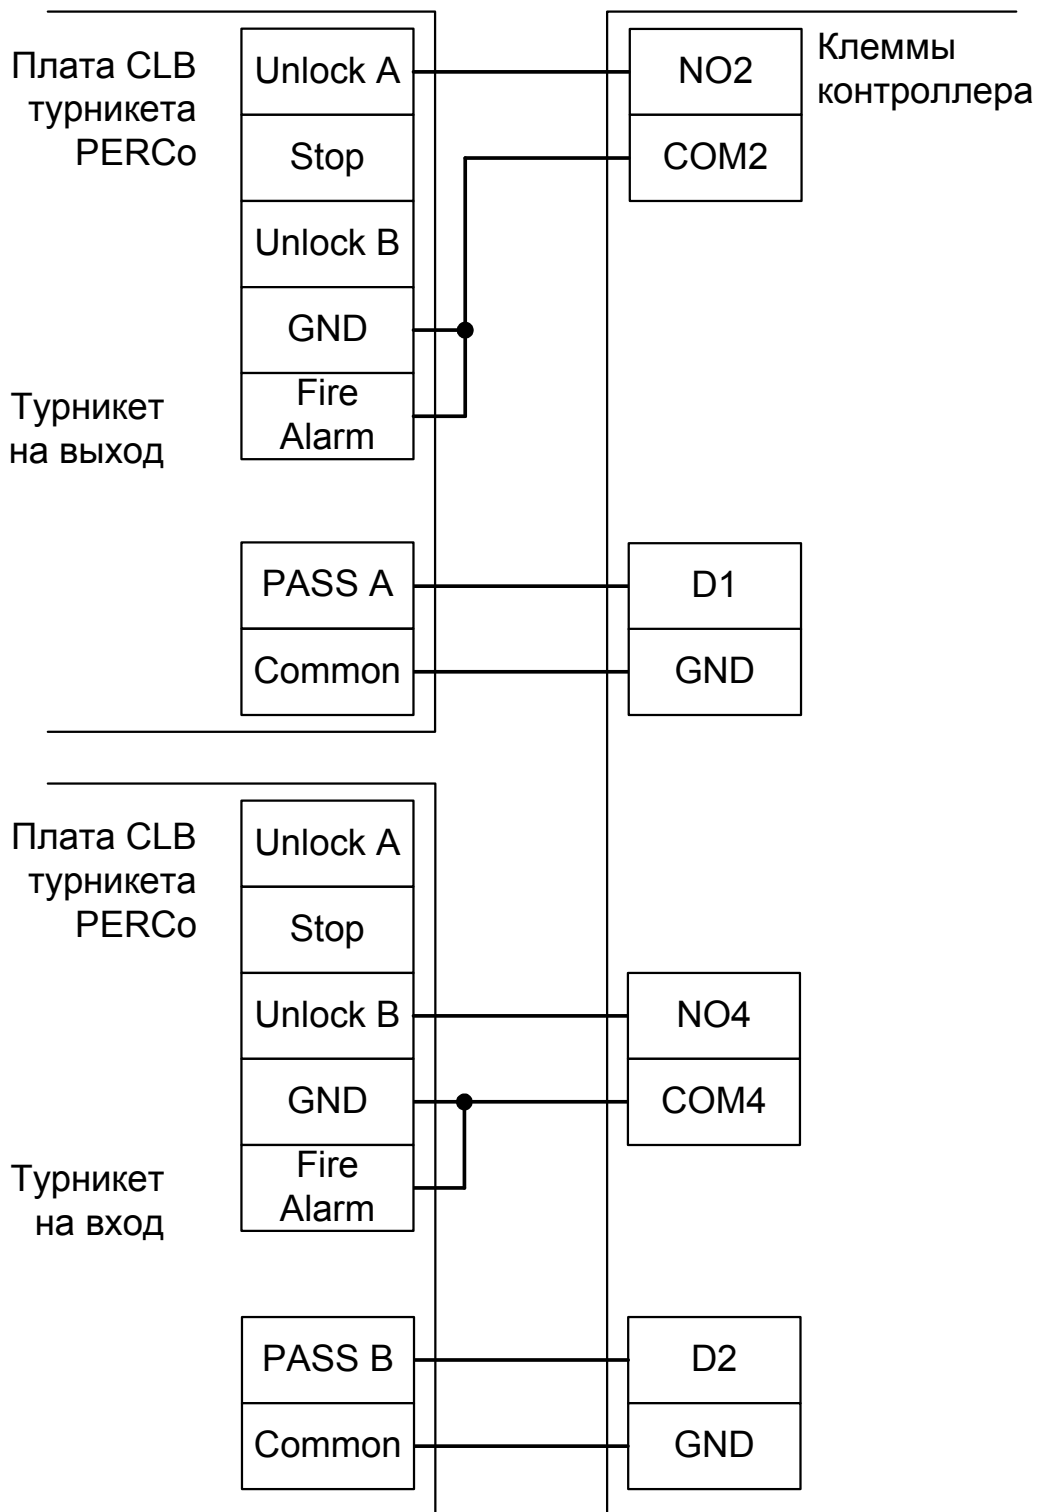 Плата CLB
турникета
PERCo
Unlock A
Stop
Unlock B
GND
Fire
Alarm
Турникет
на выход
NO2
COM2
Клеммы
контроллера
PASS A
Common
D1
GND
Плата CLB
турникета
PERCo
Unlock A
Stop
Unlock B
GND
Fire
Alarm
Турникет
на вход
NO4
COM4
PASS B
Common
D2
GND